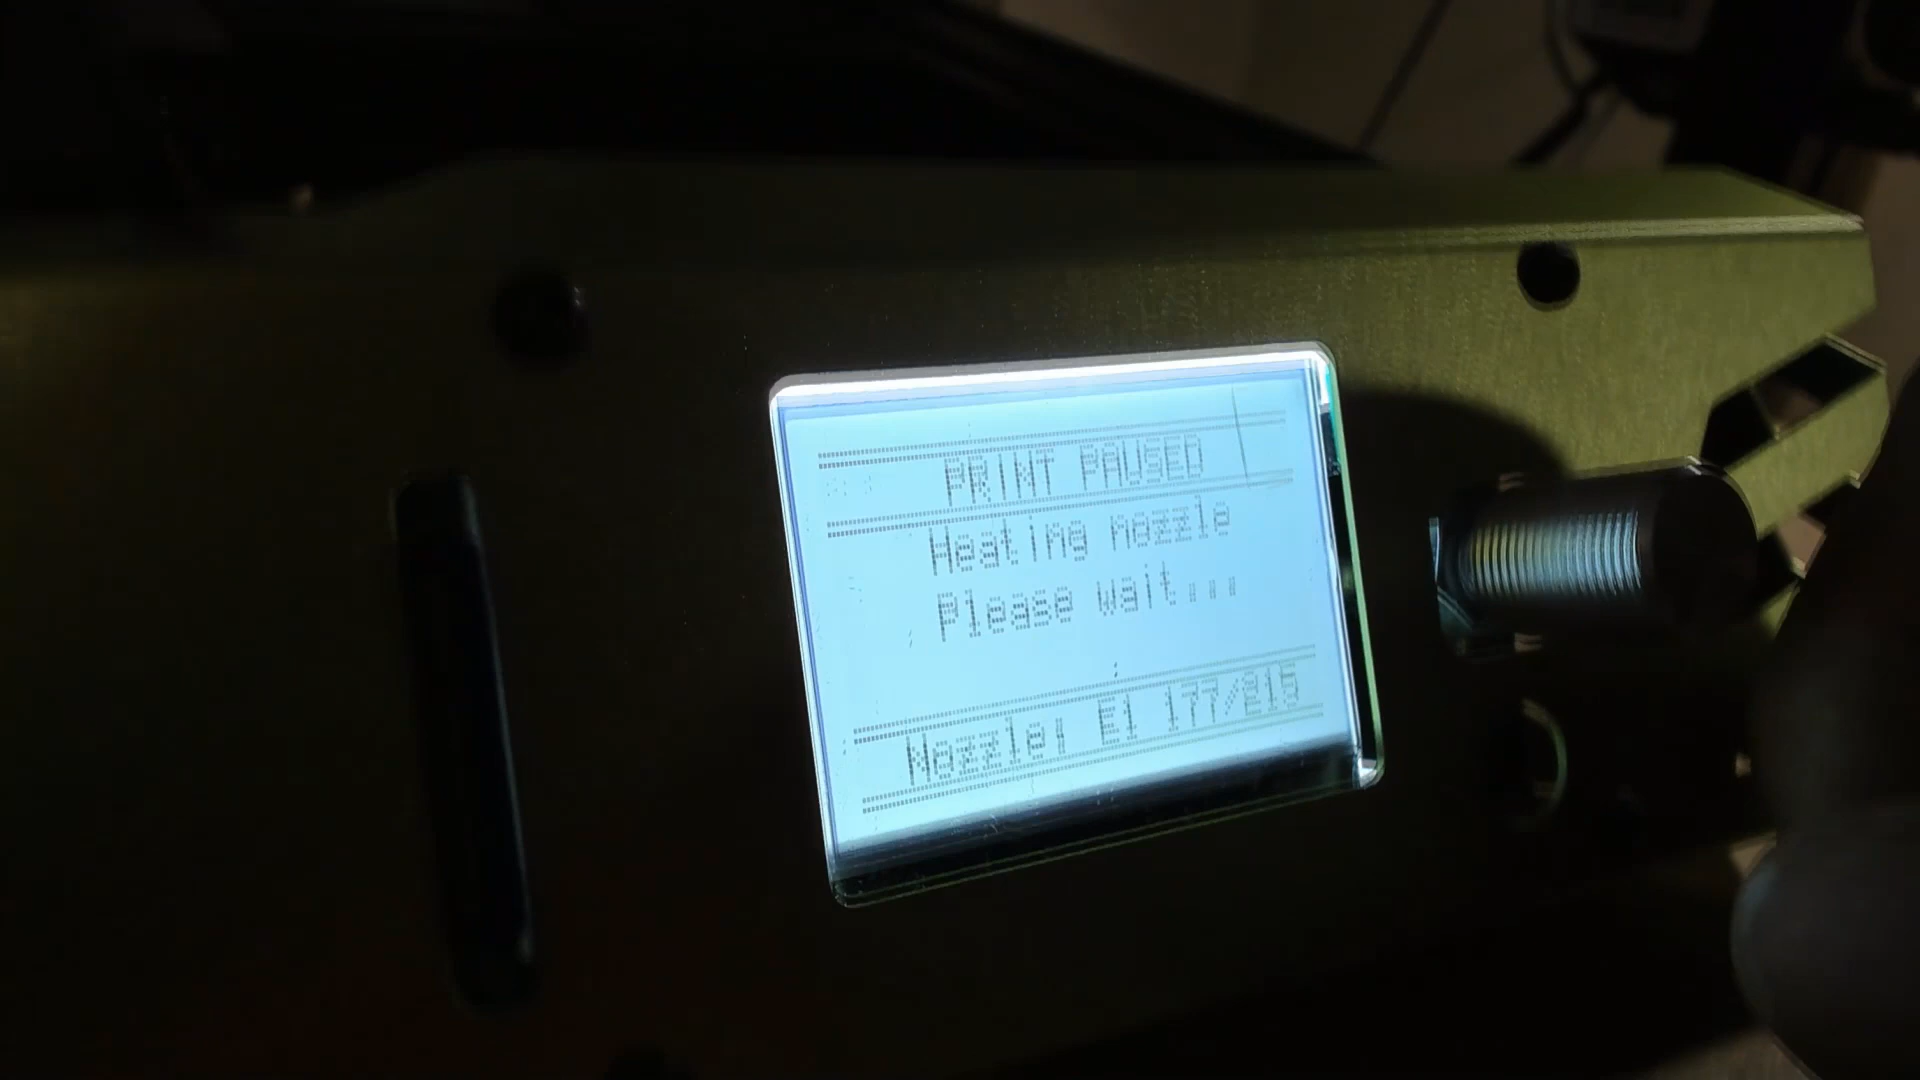 PRINT PAUSED
Heating nozzle
Please wait...
Nozzle: E1 177/215